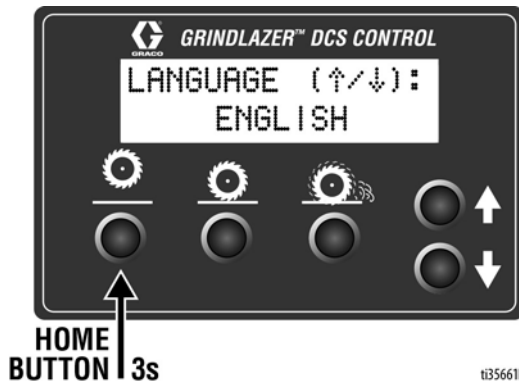 GRACO
GRINDLAZER™ DCS CONTROL
LANGUAGE (↑/↓):
ENGLISH
HOME
BUTTON 3s
ti35661